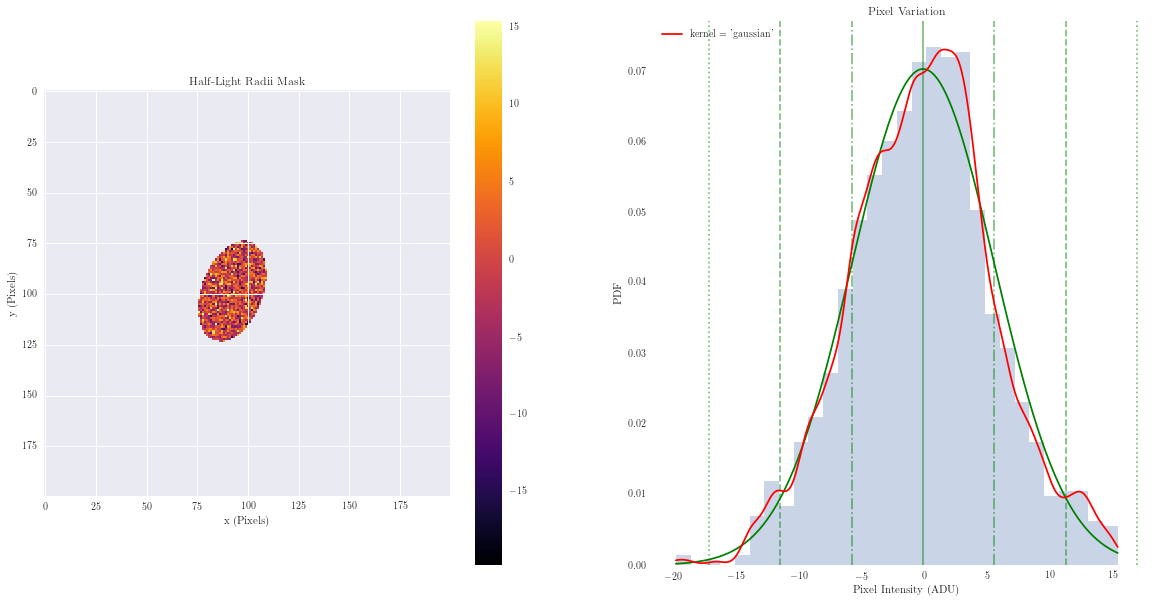 Half-Light Radii Mask
0
25
50
75
100
125
150
175
y (Pixels)
0 25 50 75 100 125 150 175
x (Pixels)
15
10
5
0
−5
−10
−15
Pixel Variation
kernel = 'gaussian'
0.07
0.06
0.05
0.04
0.03
0.02
0.01
0.00
PDF
−20 −15 −10 −5 0 5 10 15
Pixel Intensity (ADU)